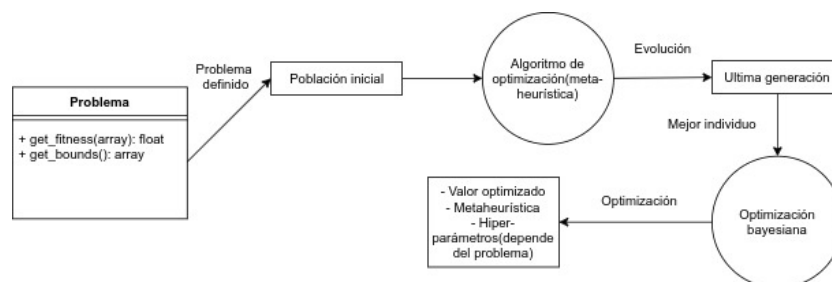 Problema
+ get_fitness(array): float
+ get_bounds(): array
Problema
definido
Población inicial
Algoritmo de
optimización(meta-
heurística)
Evolución
Ultima generación
Mejor individuo
Optimización
bayesiana
Optimización
- Valor optimizado
- Metaheurística
- Hiper-
parámetros(depende
del problema)